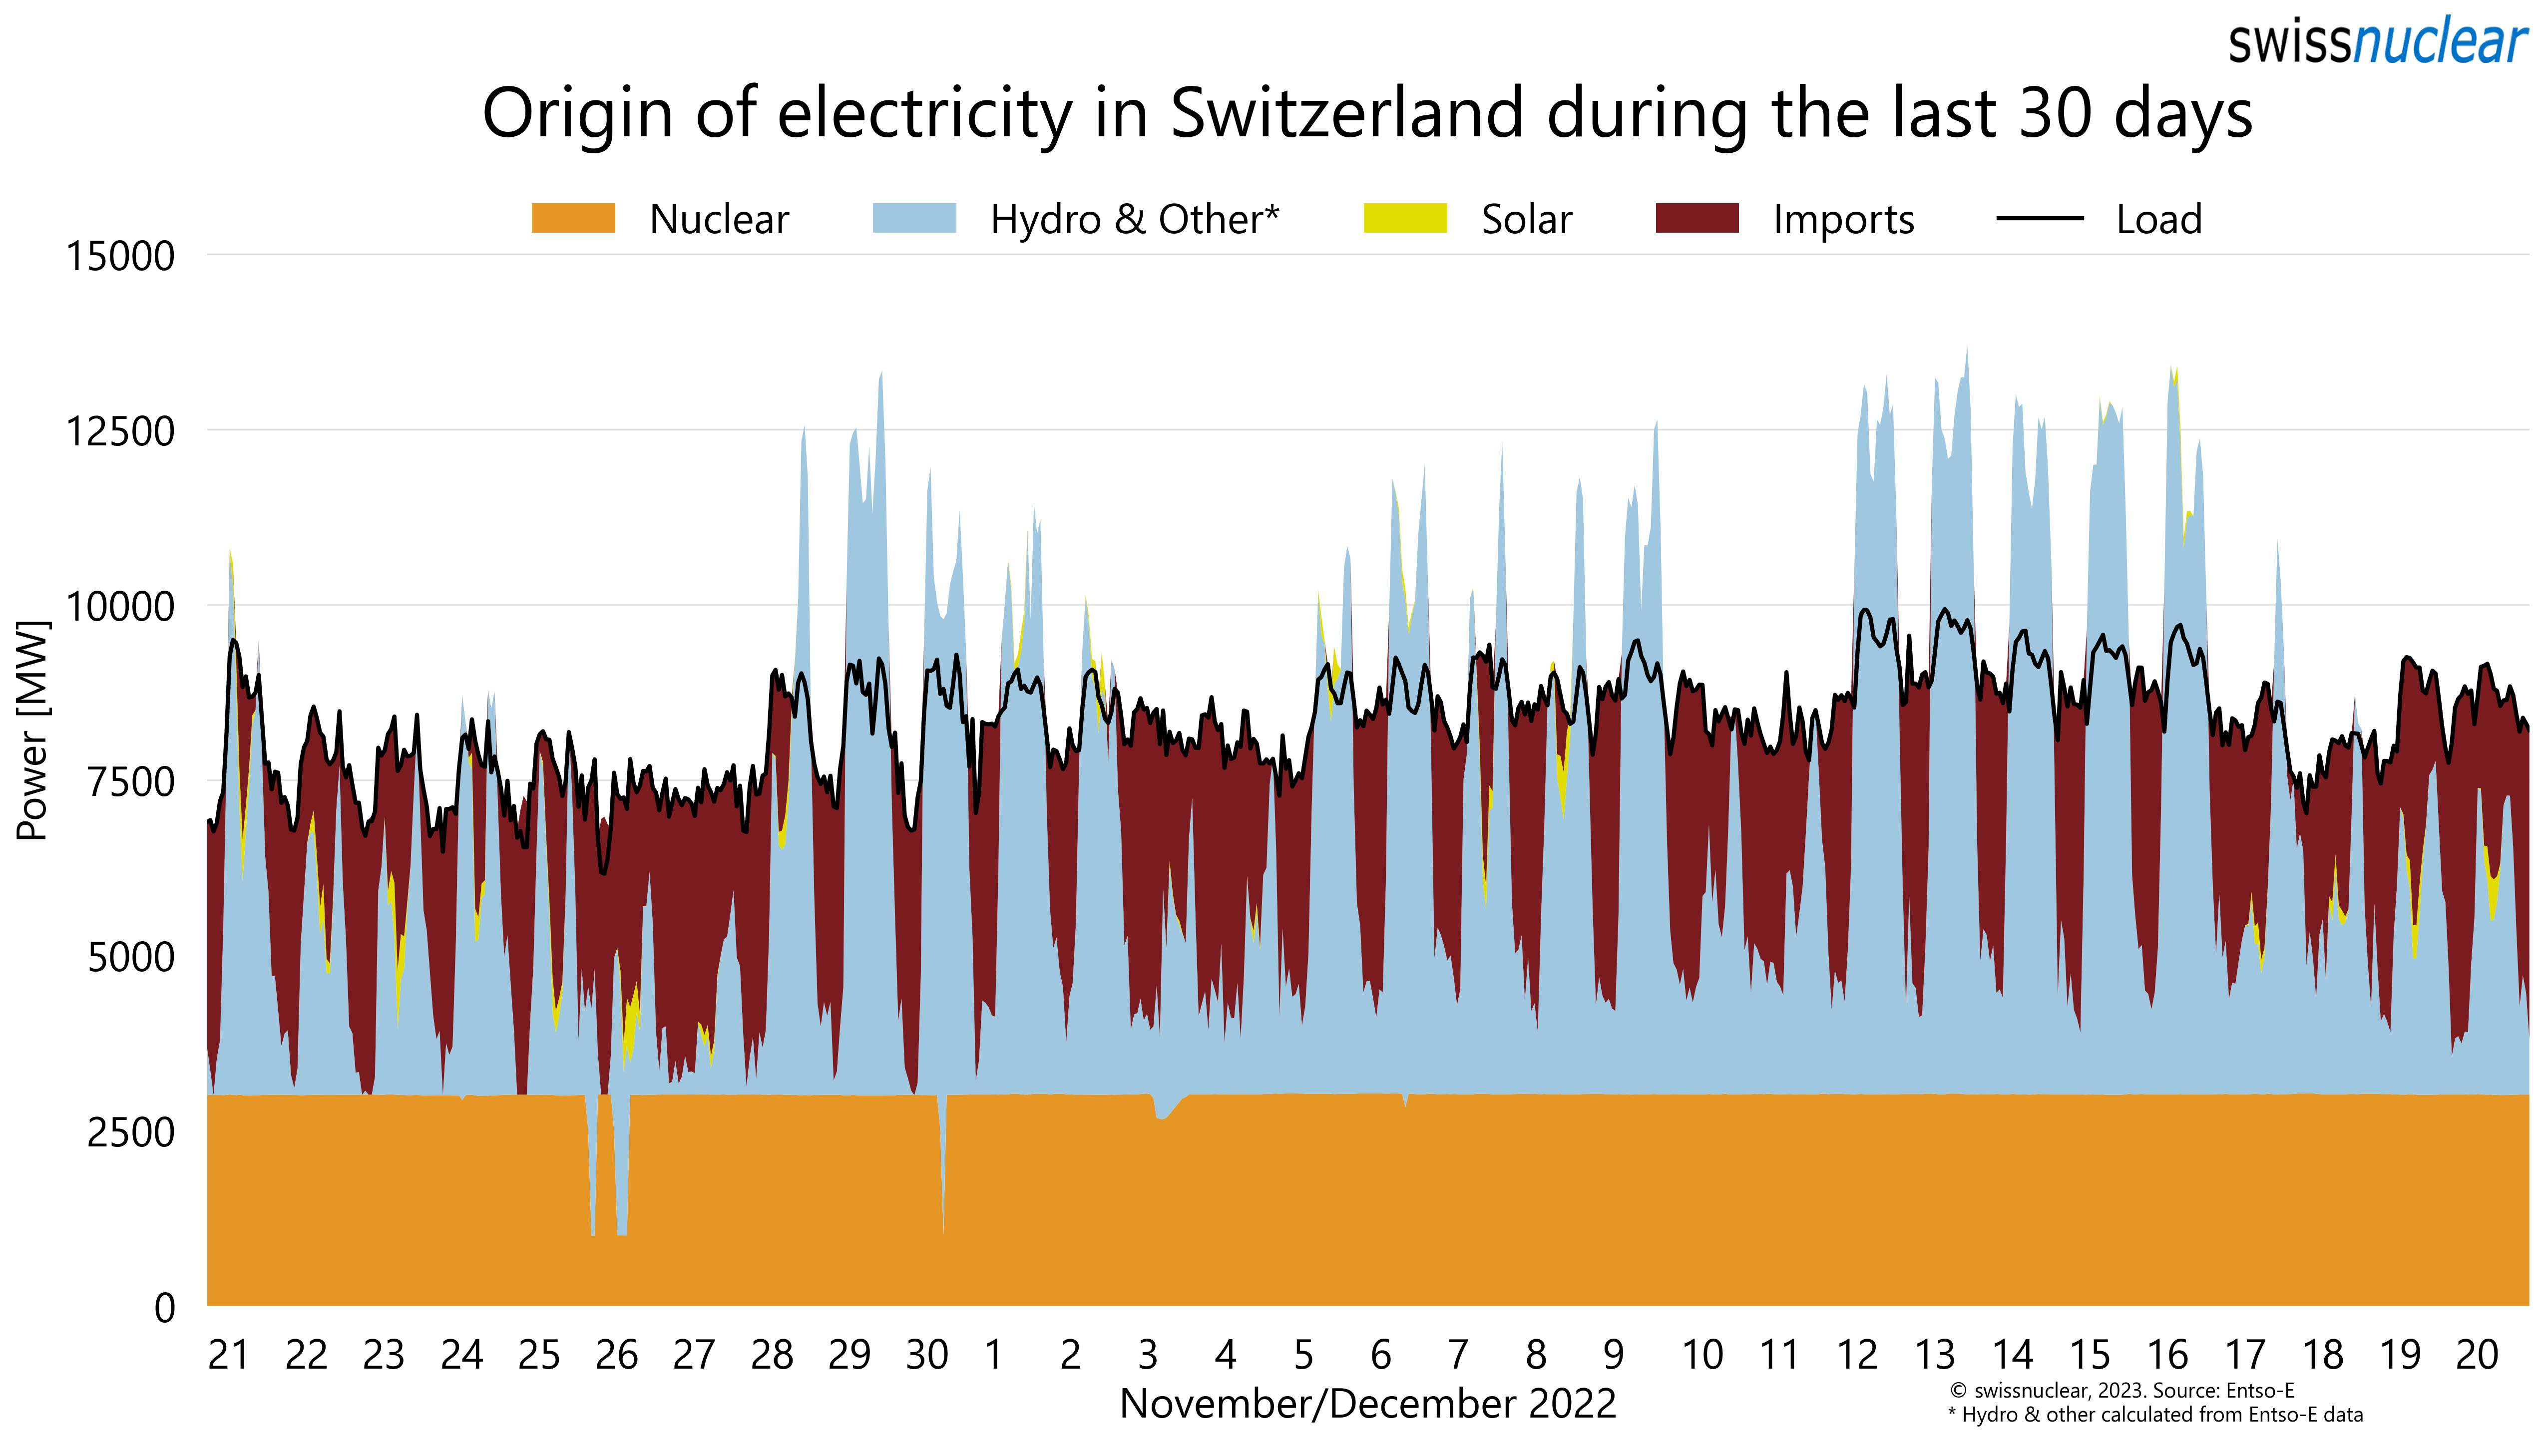 swissnuclear
Origin of electricity in Switzerland during the last 30 days
Nuclear Hydro & Other* Solar Imports Load
15000
12500
10000
7500
5000
2500
0
Power [MW]
21 22 23 24 25 26 27 28 29 30 1 2 3 4 5 6 7 8 9 10 11 12 13 14 15 16 17 18 19 20
November/December 2022
© swissnuclear, 2023. Source: Entso-E
* Hydro & other calculated from Entso-E data